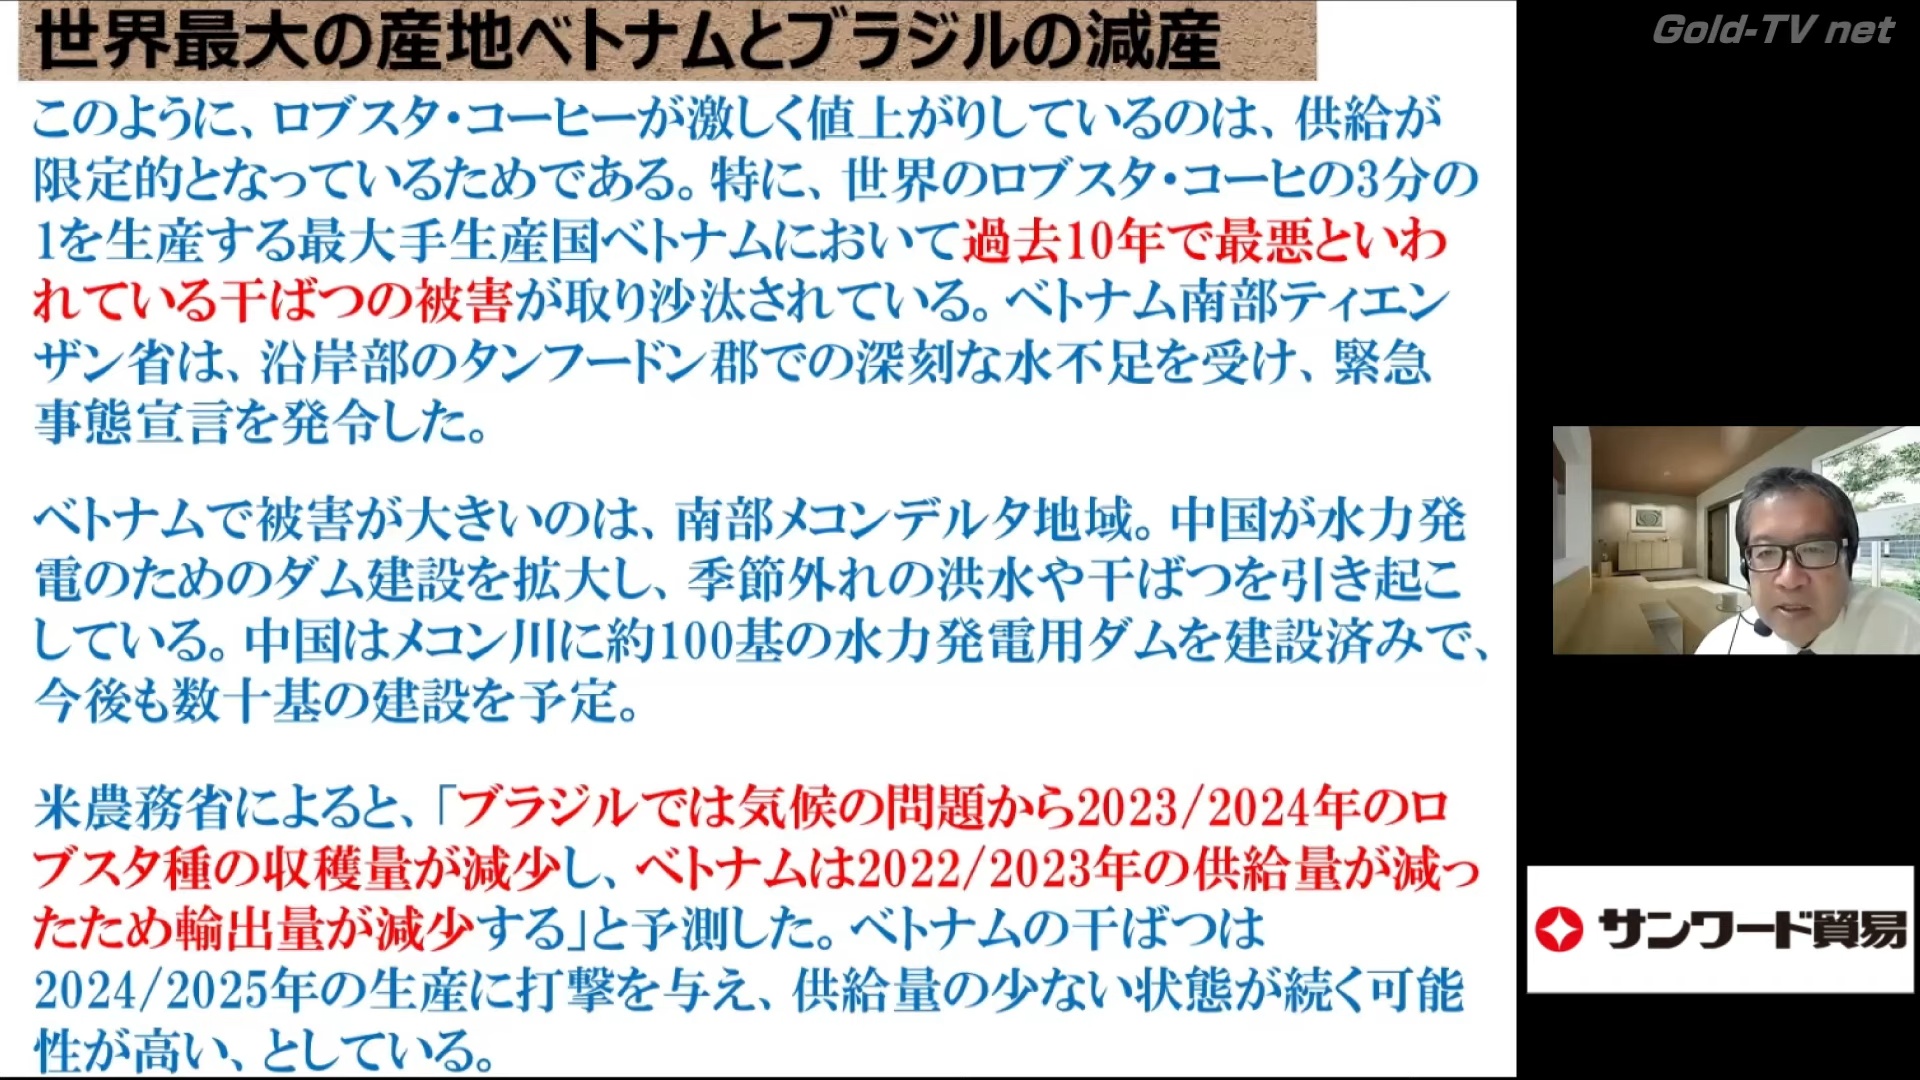 世界最大の産地ベトナムとブラジルの減産
このように、ロブスタ・コーヒーが激しく値上がりしているのは、供給が
限定的となっているためである。特に、世界のロブスタ・コーヒの3分の
1を生産する最大手生産国ベトナムにおいて過去10年で最悪といわ
れている干ばつの被害が取り沙汰されている。ベトナム南部ティエン
ザン省は、沿岸部のタンフードン郡での深刻な水不足を受け、緊急
事態宣言を発令した。
ベトナムで被害が大きいのは、南部メコンデルタ地域。中国が水力発
電のためのダム建設を拡大し、季節外れの洪水や干ばつを引き起こ
している。中国はメコン川に約100基の水力発電用ダムを建設済みで、
今後も数十基の建設を予定。
米農務省によると、「ブラジルでは気候の問題から2023/2024年のロ
ブスタ種の収穫量が減少し、ベトナムは2022/2023年の供給量が減っ
たため輸出量が減少する」と予測した。ベトナムの干ばつは
2024/2025年の生産に打撃を与え、供給量の少ない状態が続く可能
性が高い、としている。
Gold-TV net
サンワード貿易